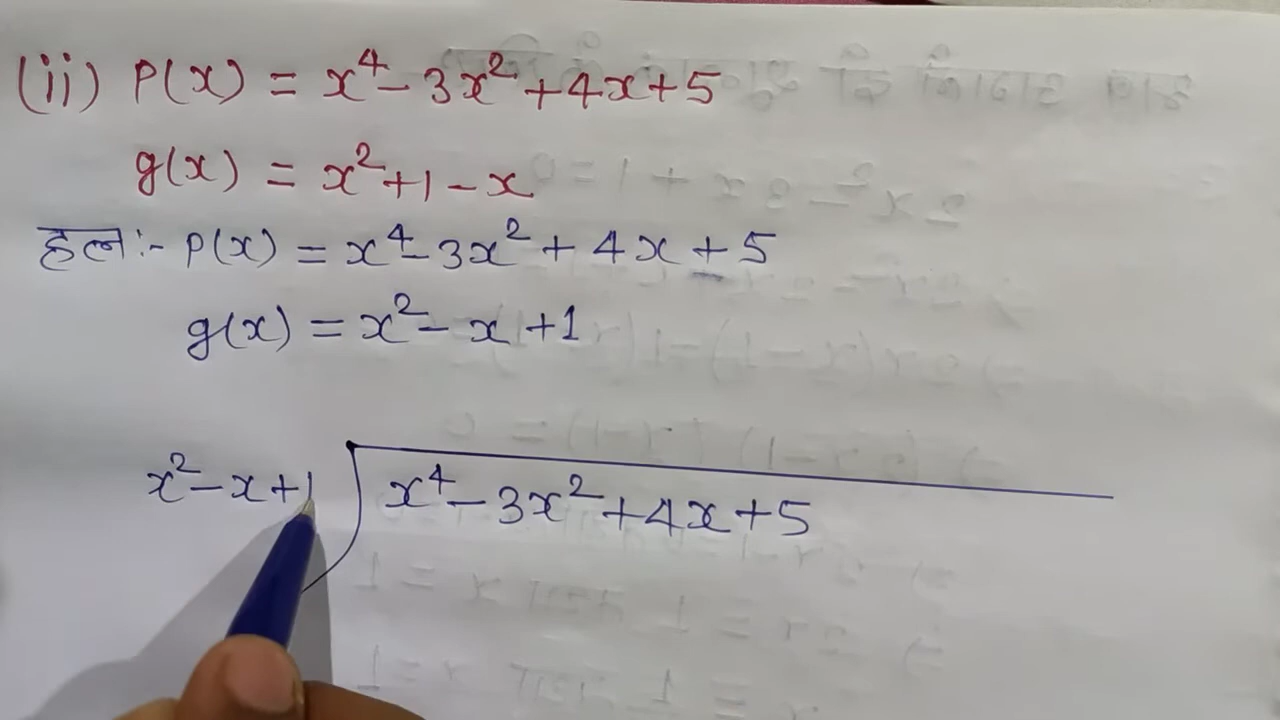 (ii) P(x) = x⁴ - 3x² + 4x + 5
g(x) = x² + 1 - x
हलः- P(x) = x⁴ - 3x² + 4x + 5
g(x) = x² - x + 1
x² - x + 1 x⁴ - 3x² + 4x + 5